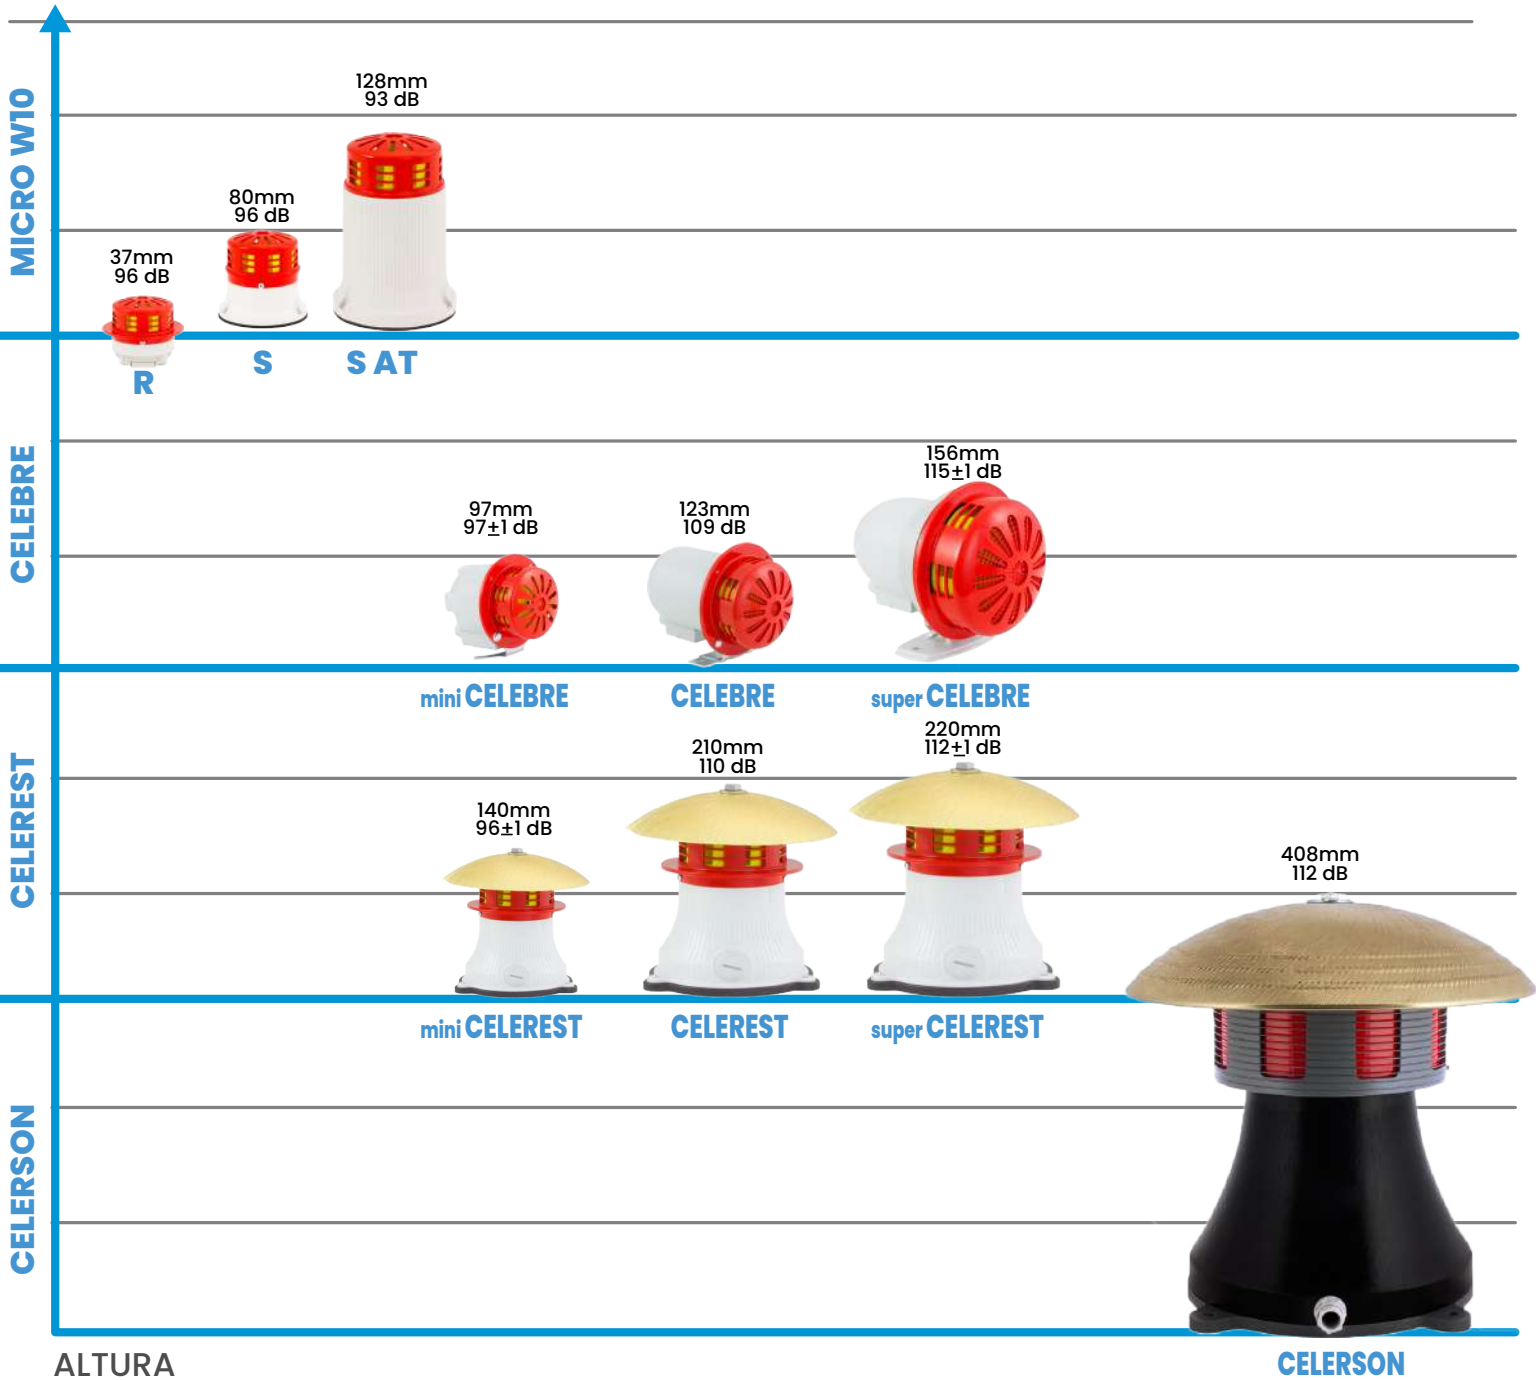 MICRO W10
128mm
93 dB
80mm
96 dB
37mm
96 dB
R
S
S AT
CELEBRE
97mm
97±1 dB
123mm
109 dB
156mm
115±1 dB
mini CELEBRE
CELEBRE
super CELEBRE
CELEREST
140mm
96±1 dB
210mm
110 dB
220mm
112±1 dB
mini CELEREST
CELEREST
super CELEREST
CELERSON
408mm
112 dB
ALTURA
CELERSON